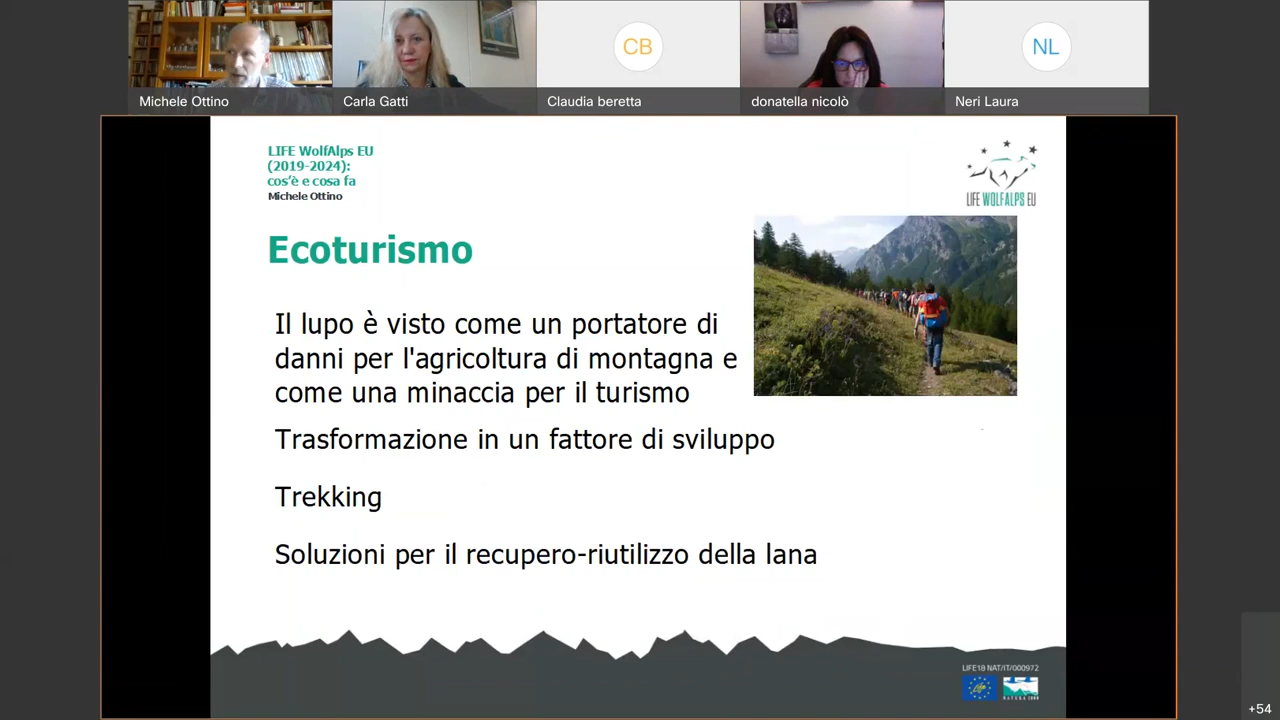 Michele Ottino
Carla Gatti
CB
Claudia beretta
donatella nicolò
NL
Neri Laura
LIFE WolfAlps EU
(2019-2024):
cos'è e cosa fa
Michele Ottino
LIFE WOLFALPS EU
Ecoturismo
Il lupo è visto come un portatore di
danni per l'agricoltura di montagna e
come una minaccia per il turismo
Trasformazione in un fattore di sviluppo
Trekking
Soluzioni per il recupero-riutilizzo della lana
LIFE18 NAT/IT/000972
NATURA 2000
+54